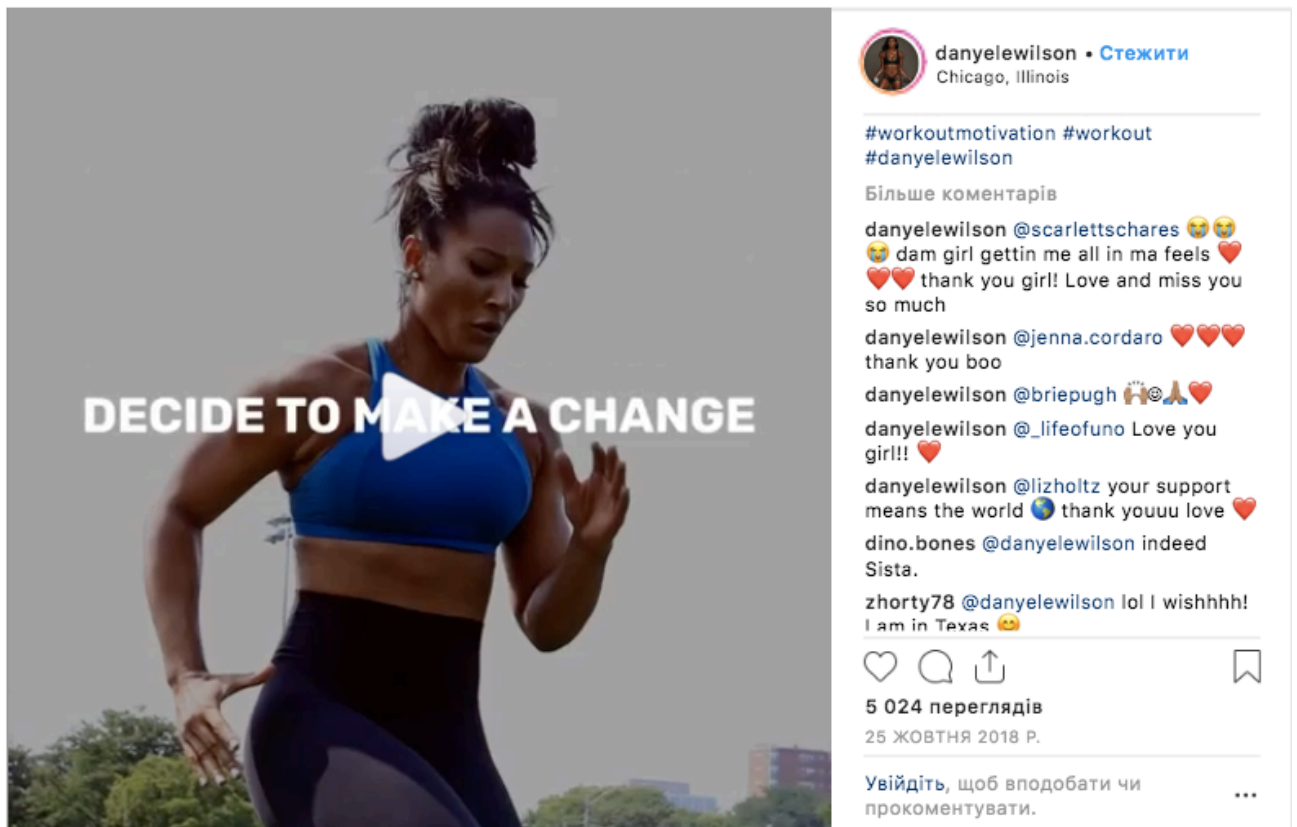 DECIDE TO MAKE A CHANGE
danyelewilson • Стежити
Chicago, Illinois
#workoutmotivation #workout
#danyelewilson
Більше коментарів
danyelewilson @scarlettschares 😭😭
😭 dam girl gettin me all in ma feels ❤️
❤️❤️ thank you girl! Love and miss you
so much
danyelewilson @jenna.cordaro ❤️❤️❤️
thank you boo
danyelewilson @briepugh 🙌🏽☺🙏🏽❤️
danyelewilson @_lifeofuno Love you
girl!! ❤️
danyelewilson @lizholtz your support
means the world 🌎 thank youuu love ❤️
dino.bones @danyelewilson indeed
Sista.
zhorty78 @danyelewilson lol I wishhhh!
I am in Texas 😊
5 024 переглядів
25 ЖОВТНЯ 2018 Р.
Увійдіть, щоб вподобати чи
прокоментувати.